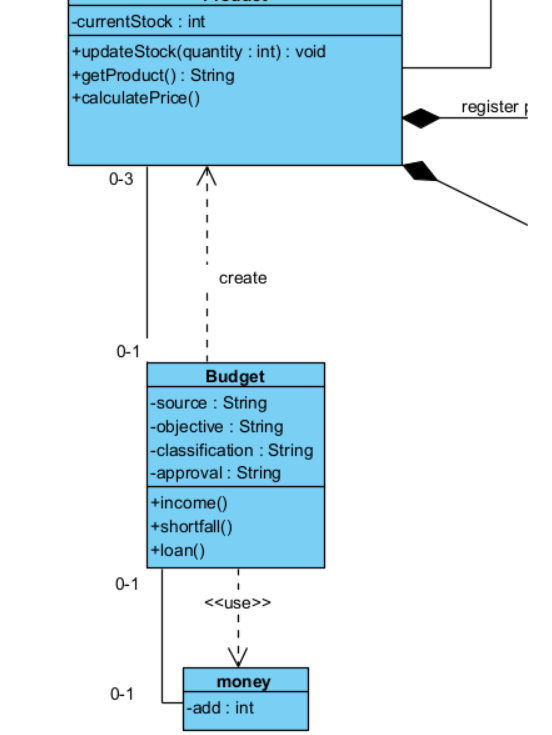 -currentStock : int
+updateStock(quantity : int) : void
+getProduct() : String
+calculatePrice()
register
0-3
create
0-1
Budget
-source : String
-objective : String
-classification : String
-approval : String
+income()
+shortfall()
+loan()
0-1
<<use>>
money
0-1
-add : int